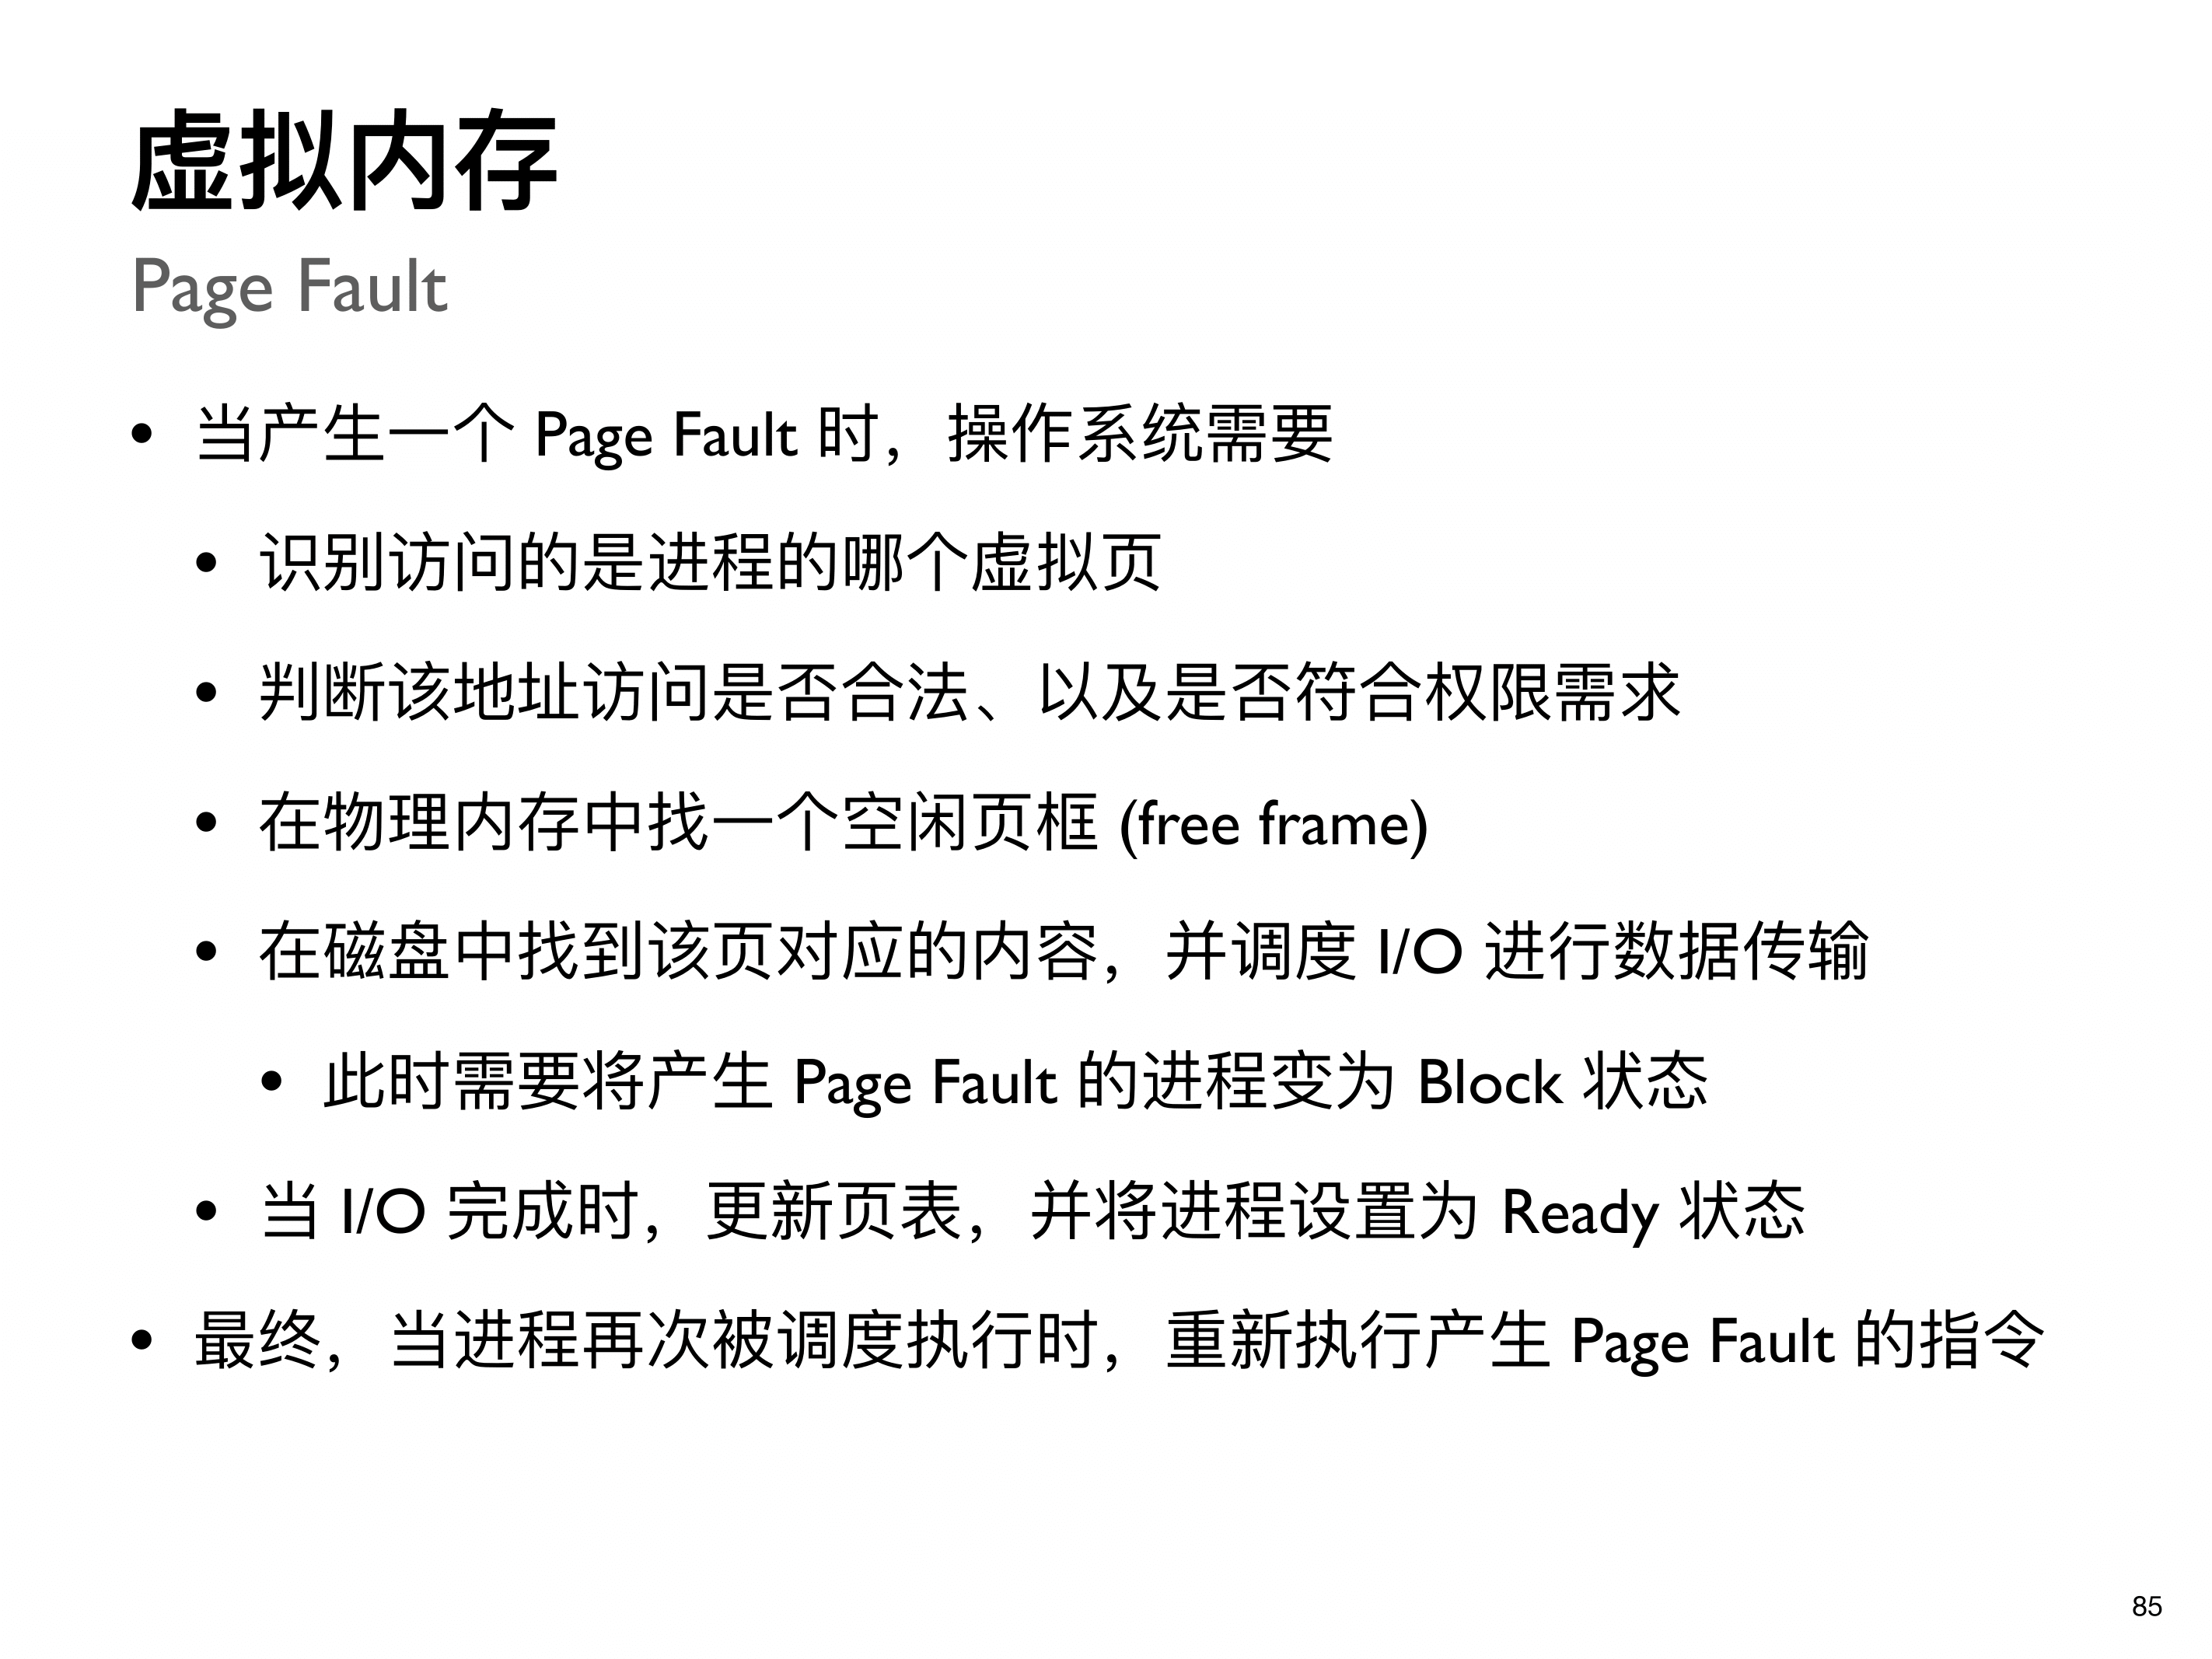 虚拟内存
Page Fault
• 当产生一个 Page Fault 时，操作系统需要
• 识别访问的是进程的哪个虚拟页
• 判断该地址访问是否合法、以及是否符合权限需求
• 在物理内存中找一个空闲页框 (free frame)
• 在磁盘中找到该页对应的内容，并调度 I/O 进行数据传输
• 此时需要将产生 Page Fault 的进程变为 Block 状态
• 当 I/O 完成时，更新页表，并将进程设置为 Ready 状态
• 最终，当进程再次被调度执行时，重新执行产生 Page Fault 的指令
85